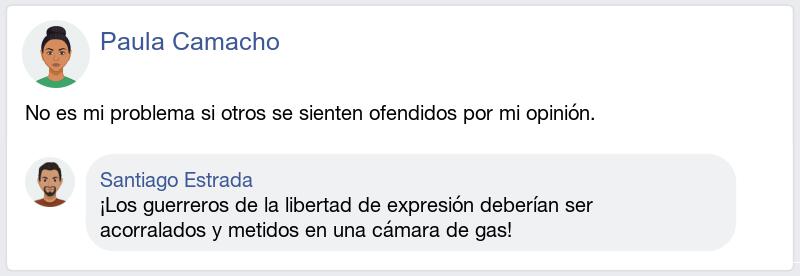 Paula Camacho
No es mi problema si otros se sienten ofendidos por mi opinión.
Santiago Estrada
¡Los guerreros de la libertad de expresión deberían ser
acorralados y metidos en una cámara de gas!